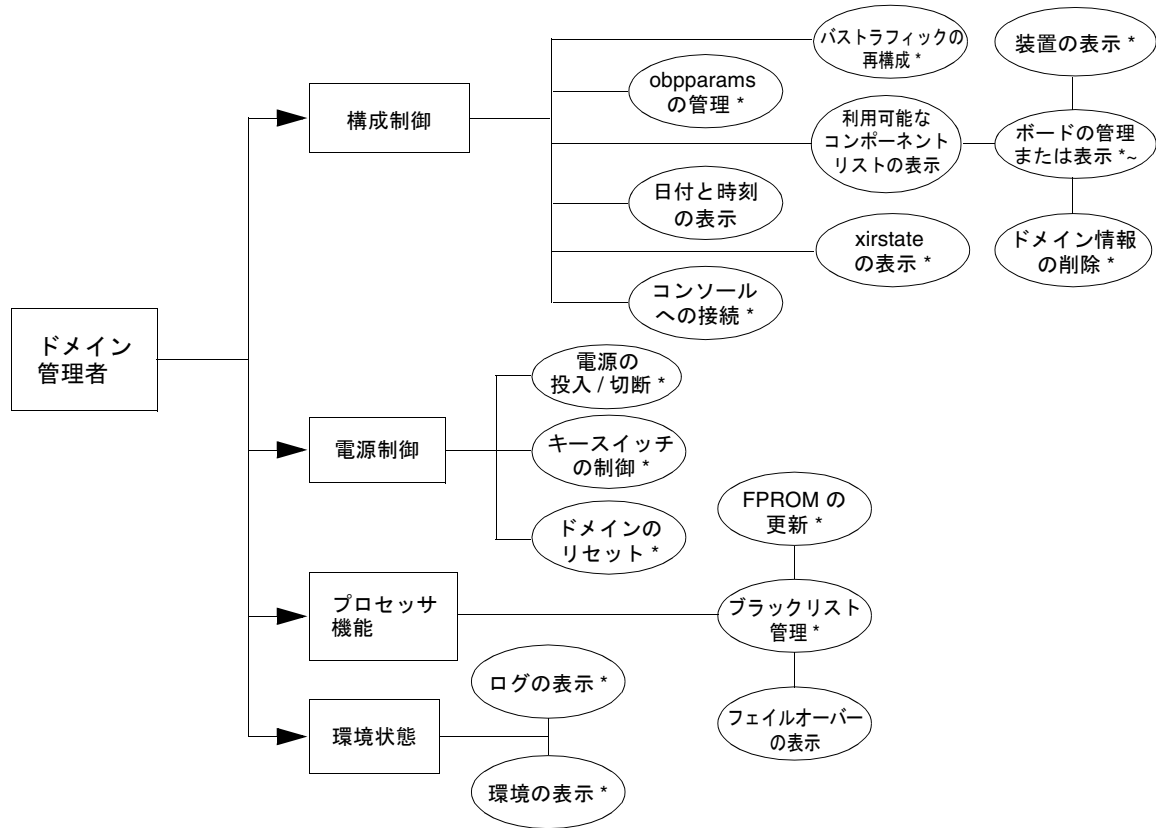 ドメイン
管理者
構成制御
バストラフィックの
再構成 *
obpparams
の管理 *
利用可能な
コンポーネント
リストの表示
装置の表示 *
ボードの管理
または表示 *~
ドメイン情報
の削除 *
日付と時刻
の表示
xirstate
の表示 *
コンソール
への接続 *
電源制御
電源の
投入 / 切断 *
キースイッチ
の制御 *
ドメインの
リセット *
プロセッサ
機能
FPROM の
更新 *
ブラックリスト
管理 *
フェイルオーバー
の表示
環境状態
ログの表示 *
環境の表示 *